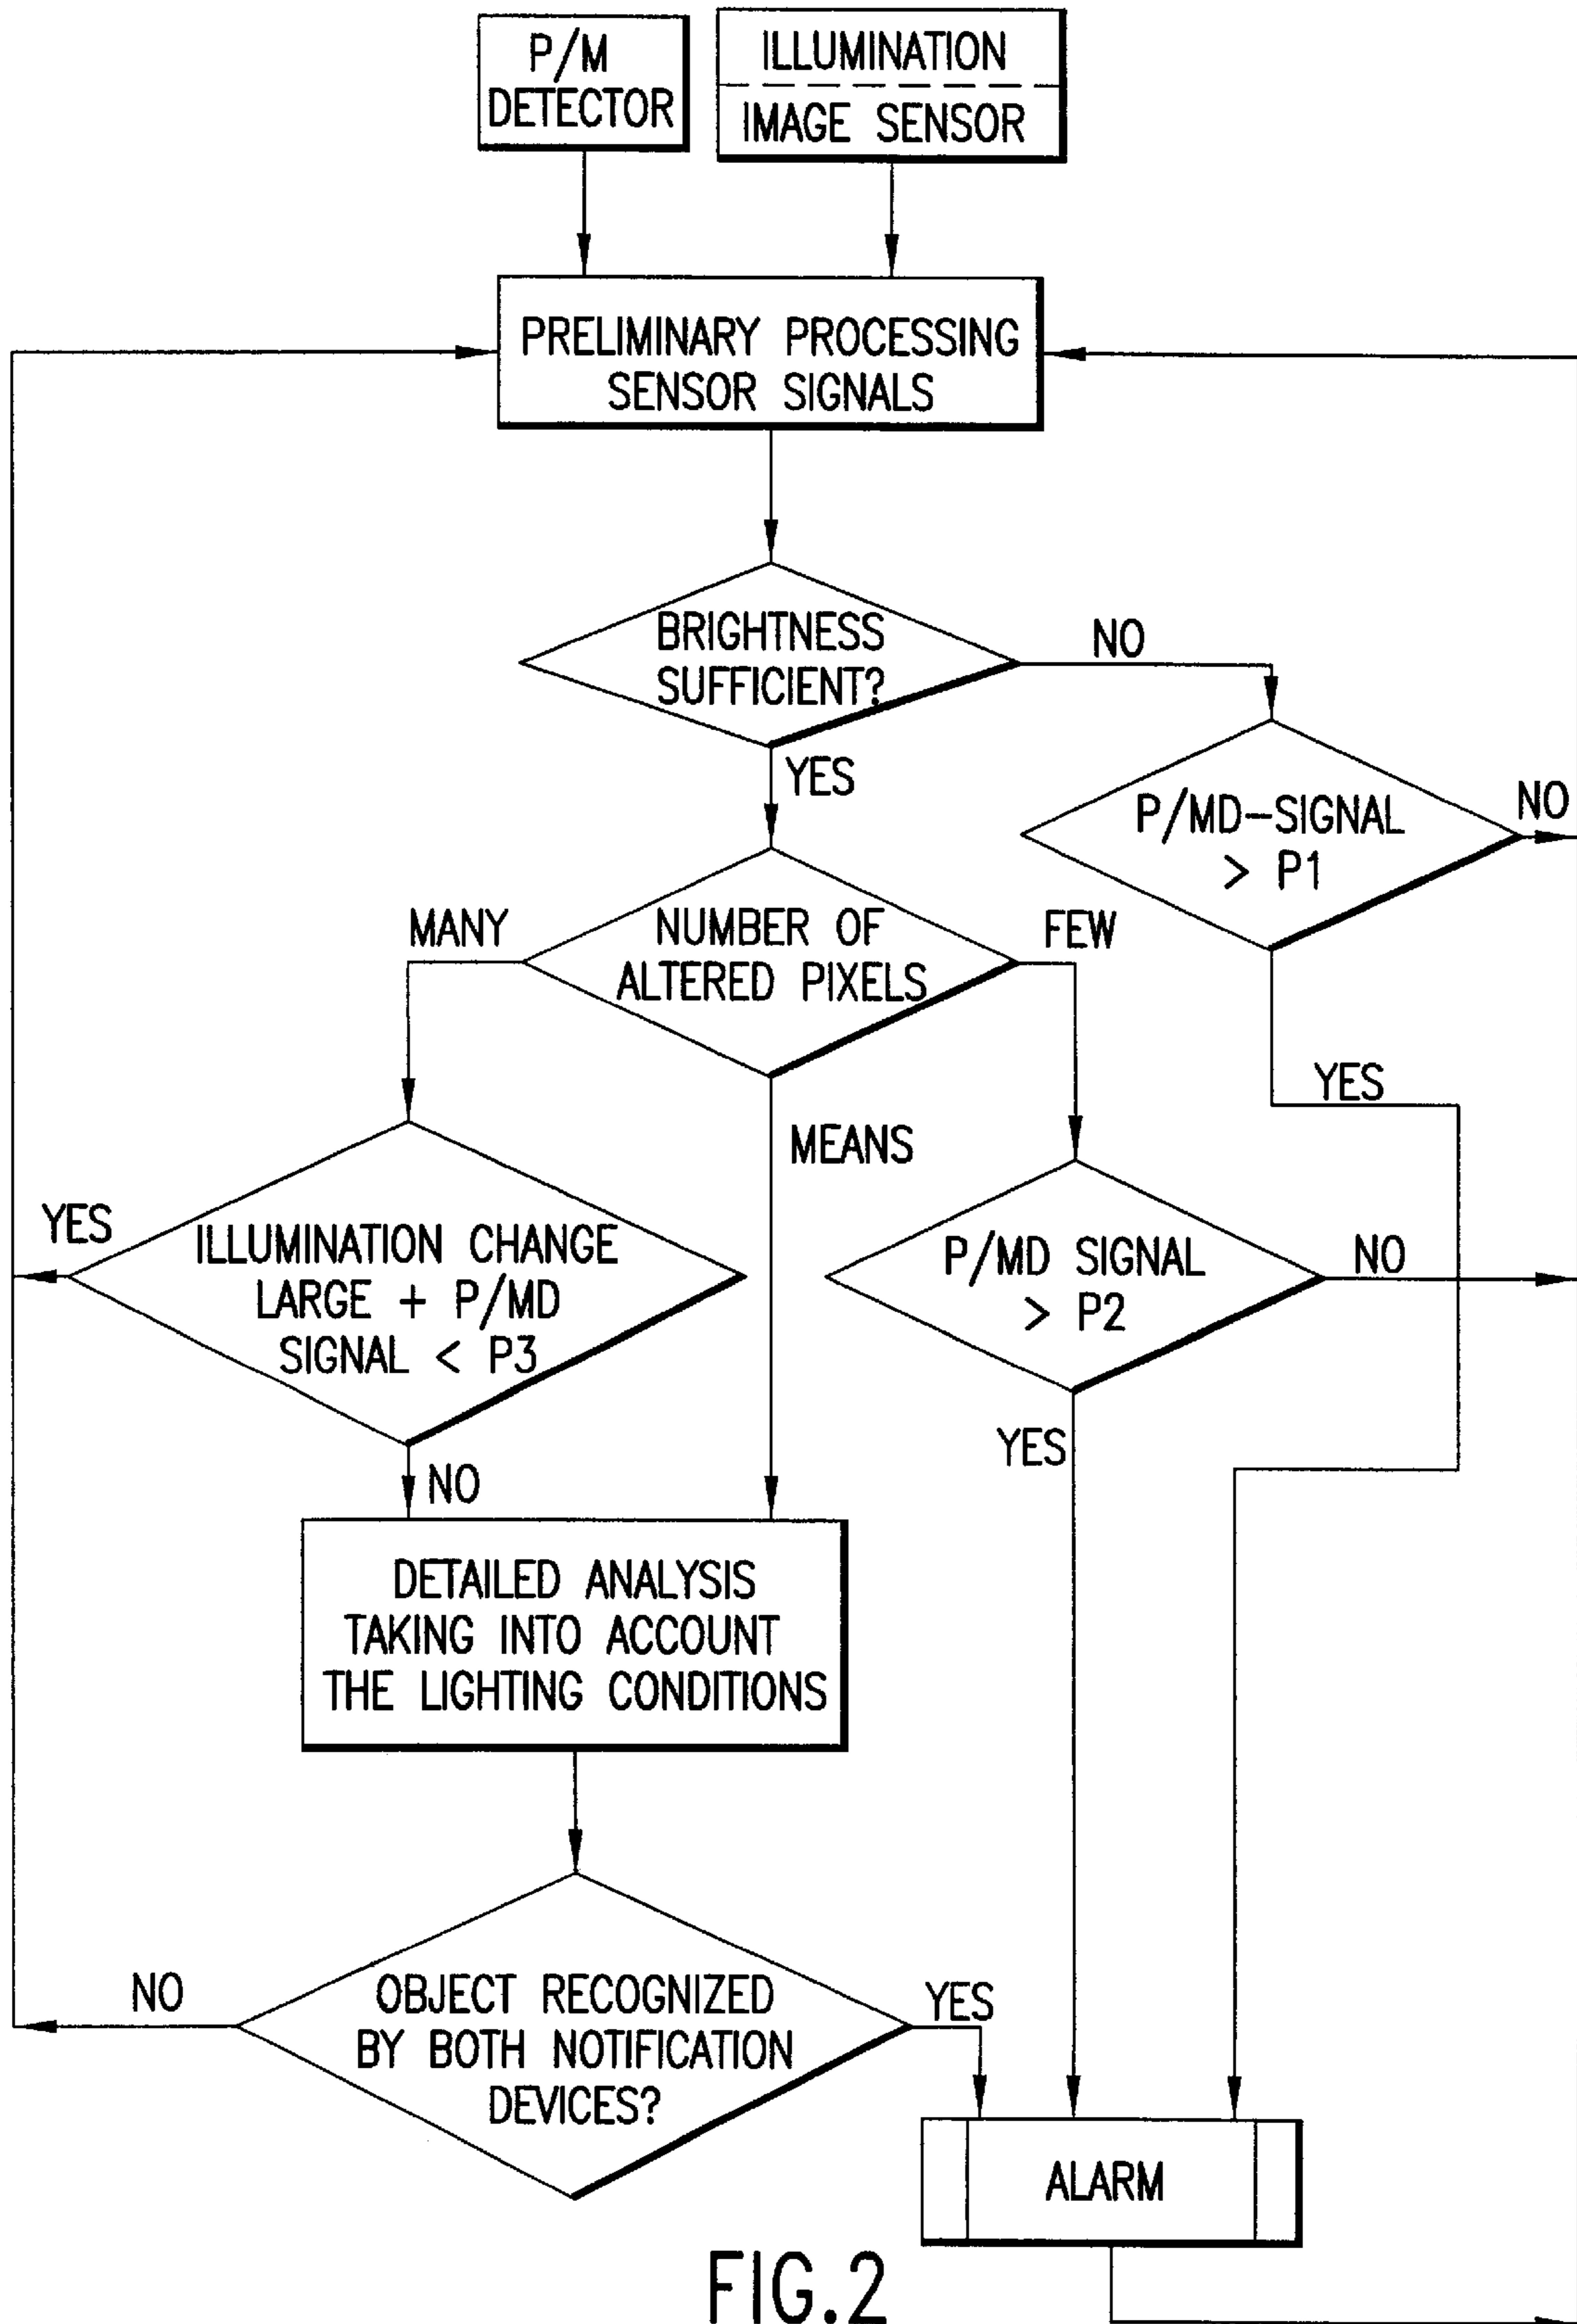 P/M
DETECTOR
ILLUMINATION
IMAGE SENSOR
PRELIMINARY PROCESSING
SENSOR SIGNALS
BRIGHTNESS
SUFFICIENT?
NO
YES
P/MD-SIGNAL
> P1
NO
MANY
NUMBER OF
ALTERED PIXELS
FEW
YES
MEANS
YES
ILLUMINATION CHANGE
LARGE + P/MD
SIGNAL < P3
P/MD SIGNAL
> P2
NO
YES
NO
DETAILED ANALYSIS
TAKING INTO ACCOUNT
THE LIGHTING CONDITIONS
NO
OBJECT RECOGNIZED
BY BOTH NOTIFICATION
DEVICES?
YES
ALARM
FIG.2